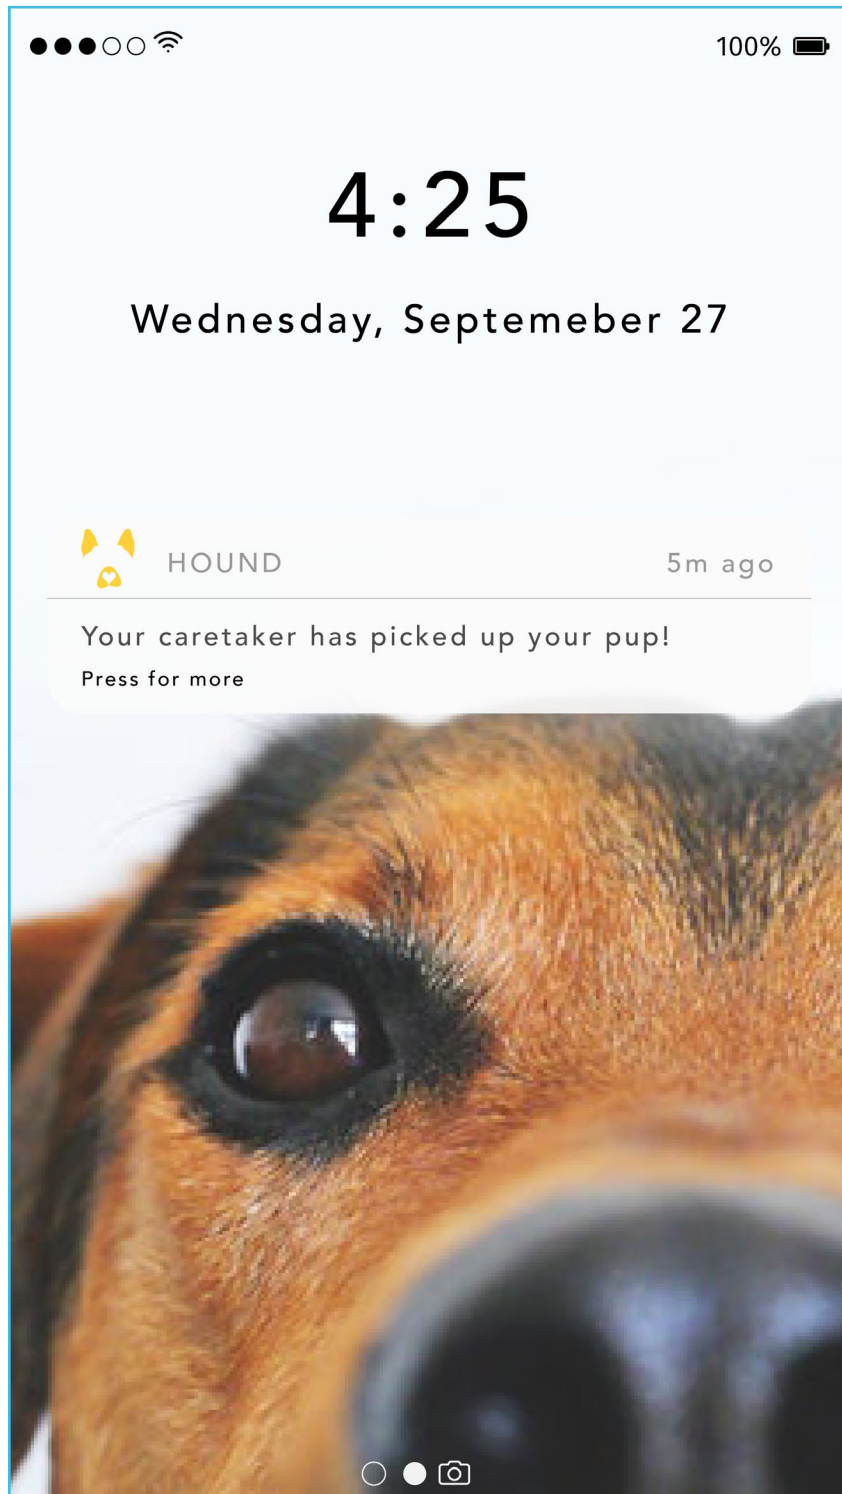 100%
4:25
Wednesday, Septemeber 27
HOUND 5m ago
Your caretaker has picked up your pup!
Press for more